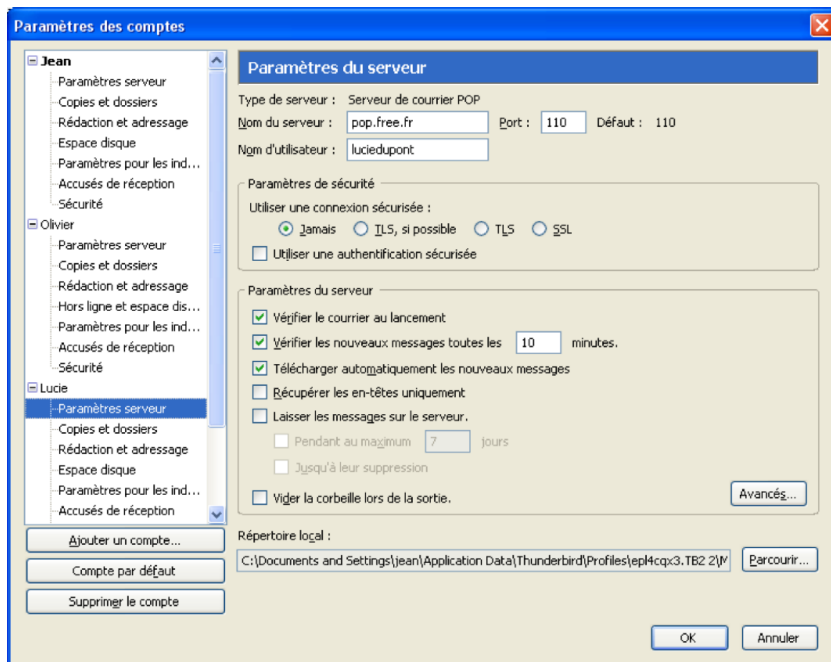 Paramètres des comptes
Jean
Paramètres serveur
Copies et dossiers
Rédaction et adressage
Espace disque
Paramètres pour les ind...
Accusés de réception
Sécurité
Olivier
Paramètres serveur
Copies et dossiers
Rédaction et adressage
Hors ligne et espace dis...
Paramètres pour les ind...
Accusés de réception
Sécurité
Lucie
Paramètres serveur
Copies et dossiers
Rédaction et adressage
Espace disque
Paramètres pour les ind...
Accusés de réception
Ajouter un compte...
Compte par défaut
Supprimer le compte
Paramètres du serveur
Type de serveur : Serveur de courrier POP
Nom du serveur : pop.free.fr Port : 110 Défaut : 110
Nom d'utilisateur : luciedupont
Paramètres de sécurité
Utiliser une connexion sécurisée :
Jamais TLS, si possible TLS SSL
Utiliser une authentification sécurisée
Paramètres du serveur
Vérifier le courrier au lancement
Vérifier les nouveaux messages toutes les 10 minutes.
Télécharger automatiquement les nouveaux messages
Récupérer les en-têtes uniquement
Laisser les messages sur le serveur.
Pendant au maximum 7 jours
Jusqu'à leur suppression
Vider la corbeille lors de la sortie. Avancés...
Répertoire local :
C:\Documents and Settings\jean\Application Data\Thunderbird\Profiles\epl4cqx3.TB2 2\M Parcourir...
OK Annuler